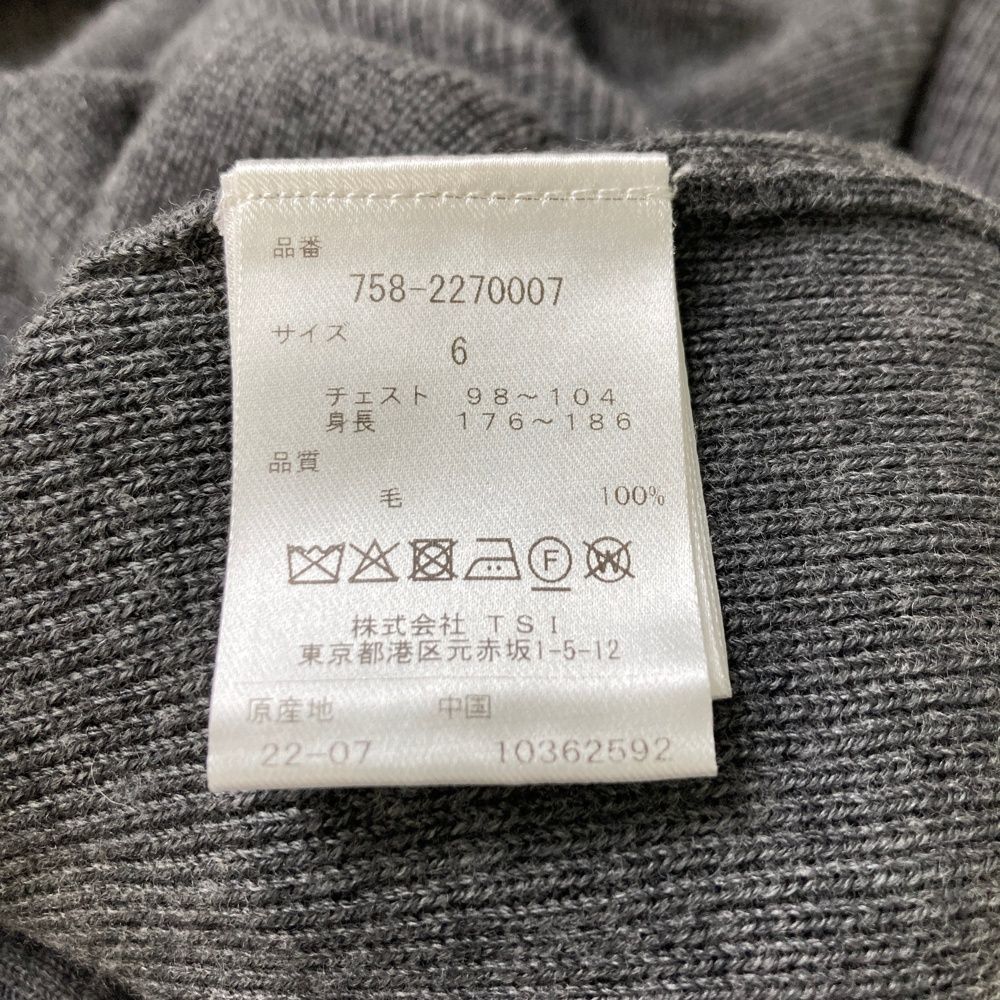 品番
758-2270007
サイズ
6
チェスト 98～104
身長 176～186
品質
毛 100%
F W
株式会社 TSI
東京都港区元赤坂1-5-12
原産地 中国
22-07 10362592